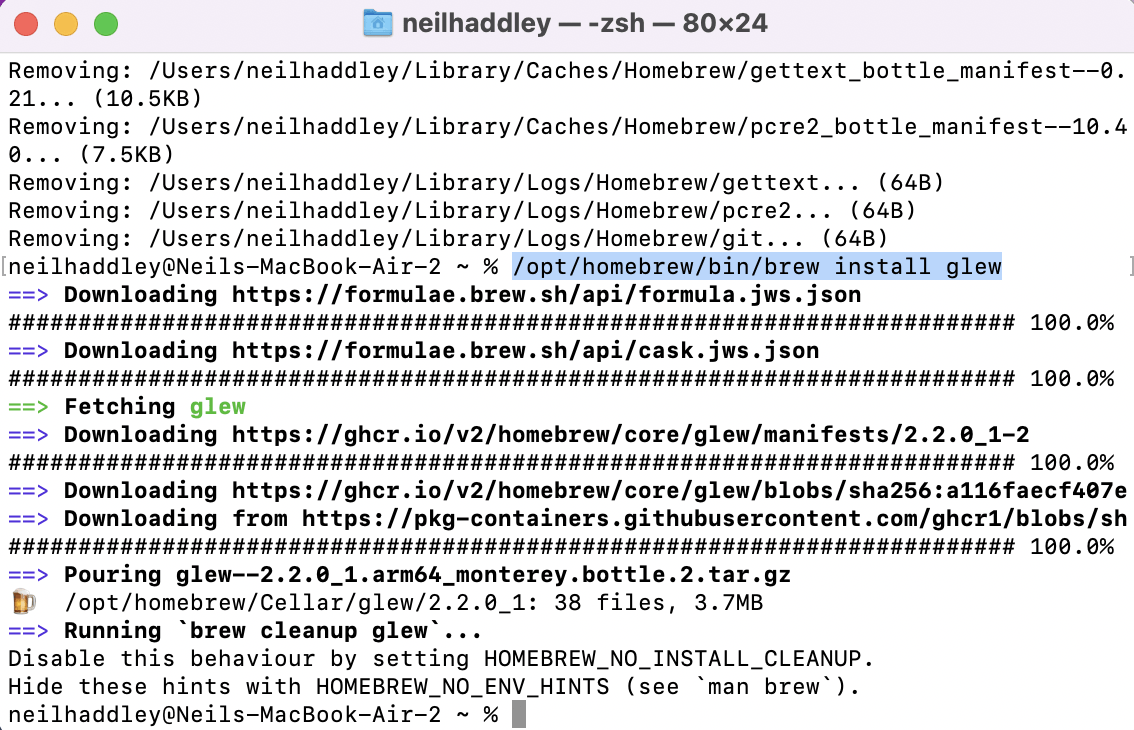 neilhaddley — -zsh — 80×24
Removing: /Users/neilhaddley/Library/Caches/Homebrew/gettext_bottle_manifest--0.
21... (10.5KB)
Removing: /Users/neilhaddley/Library/Caches/Homebrew/pcre2_bottle_manifest--10.4
0... (7.5KB)
Removing: /Users/neilhaddley/Library/Logs/Homebrew/gettext... (64B)
Removing: /Users/neilhaddley/Library/Logs/Homebrew/pcre2... (64B)
Removing: /Users/neilhaddley/Library/Logs/Homebrew/git... (64B)
[neilhaddley@Neils-MacBook-Air-2 ~ % /opt/homebrew/bin/brew install glew ]
==> Downloading https://formulae.brew.sh/api/formula.jws.json
######################################################################## 100.0%
==> Downloading https://formulae.brew.sh/api/cask.jws.json
######################################################################## 100.0%
==> Fetching glew
==> Downloading https://ghcr.io/v2/homebrew/core/glew/manifests/2.2.0_1-2
######################################################################## 100.0%
==> Downloading https://ghcr.io/v2/homebrew/core/glew/blobs/sha256:a116faecf407e
==> Downloading from https://pkg-containers.githubusercontent.com/ghcr1/blobs/sh
######################################################################## 100.0%
==> Pouring glew--2.2.0_1.arm64_monterey.bottle.2.tar.gz
🍺  /opt/homebrew/Cellar/glew/2.2.0_1: 38 files, 3.7MB
==> Running `brew cleanup glew`...
Disable this behaviour by setting HOMEBREW_NO_INSTALL_CLEANUP.
Hide these hints with HOMEBREW_NO_ENV_HINTS (see `man brew`).
neilhaddley@Neils-MacBook-Air-2 ~ %